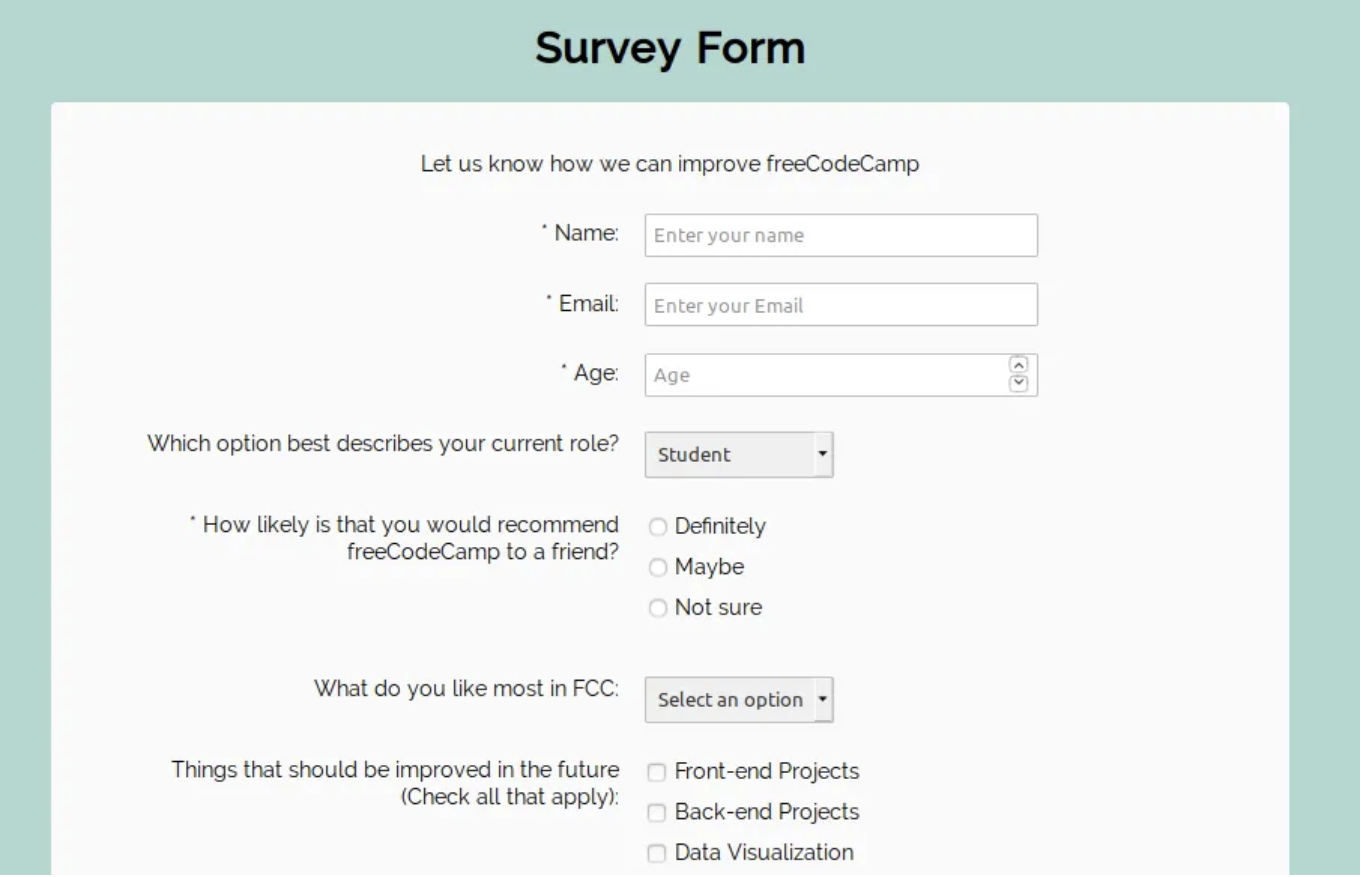 Survey Form
Let us know how we can improve freeCodeCamp
* Name:
Enter your name
* Email:
Enter your Email
* Age:
Age
Which option best describes your current role?
Student
* How likely is that you would recommend
freeCodeCamp to a friend?
Definitely
Maybe
Not sure
What do you like most in FCC:
Select an option
Things that should be improved in the future
(Check all that apply):
Front-end Projects
Back-end Projects
Data Visualization